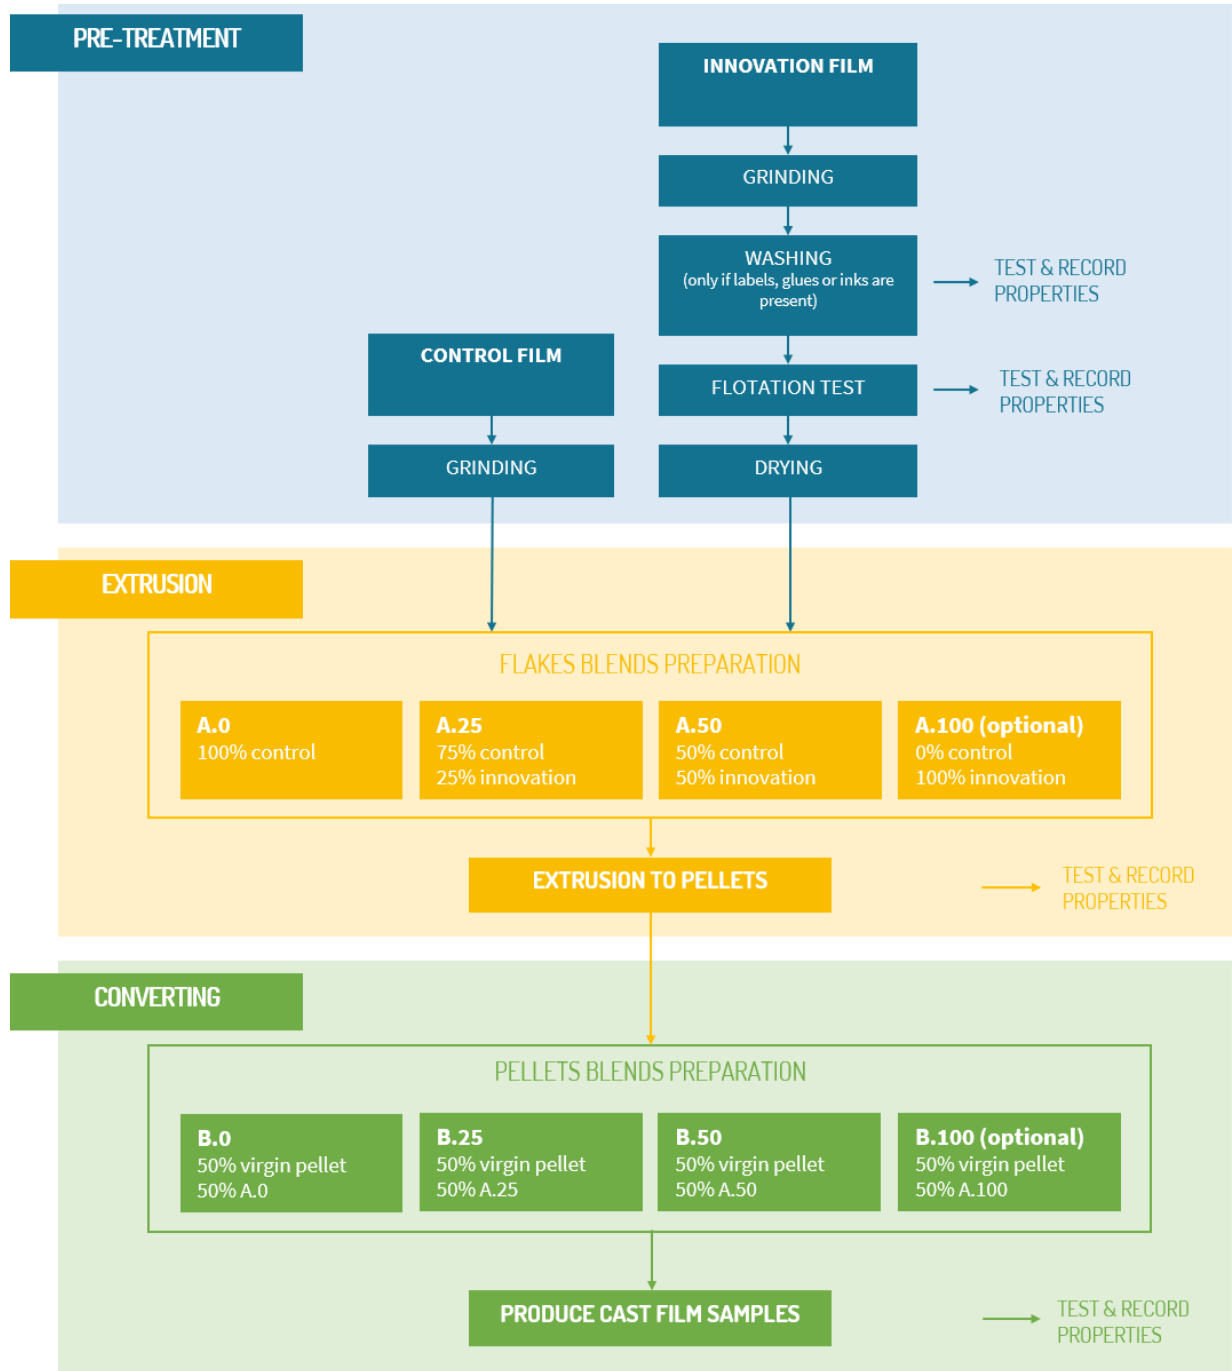 PRE-TREATMENT
INNOVATION FILM
GRINDING
WASHING
(only if labels, glues or inks are
present)
TEST & RECORD
PROPERTIES
CONTROL FILM
FLOTATION TEST
TEST & RECORD
PROPERTIES
GRINDING
DRYING
EXTRUSION
FLAKES BLENDS PREPARATION
A.0
100% control
A.25
75% control
25% innovation
A.50
50% control
50% innovation
A.100 (optional)
0% control
100% innovation
EXTRUSION TO PELLETS
TEST & RECORD
PROPERTIES
CONVERTING
PELLETS BLENDS PREPARATION
B.0
50% virgin pellet
50% A.0
B.25
50% virgin pellet
50% A.25
B.50
50% virgin pellet
50% A.50
B.100 (optional)
50% virgin pellet
50% A.100
PRODUCE CAST FILM SAMPLES
TEST & RECORD
PROPERTIES